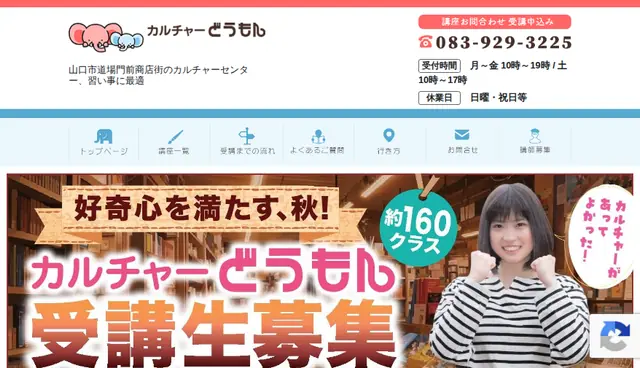 カルチャーどうもん
山口市道場門前商店街のカルチャーセンタ
ー、習い事に最適
講座お問合わせ 受講申込み
083-929-3225
受付時間 月～金 10時～19時 / 土
10時～17時
休業日 日曜・祝日等
トップページ
講座一覧
受講までの流れ
よくあるご質問
行き方
お問合せ
講師募集
好奇心を満たす、秋!
約160
クラス
カルチャーが
あって
よかった!
カルチャーどうもん
受講生募集